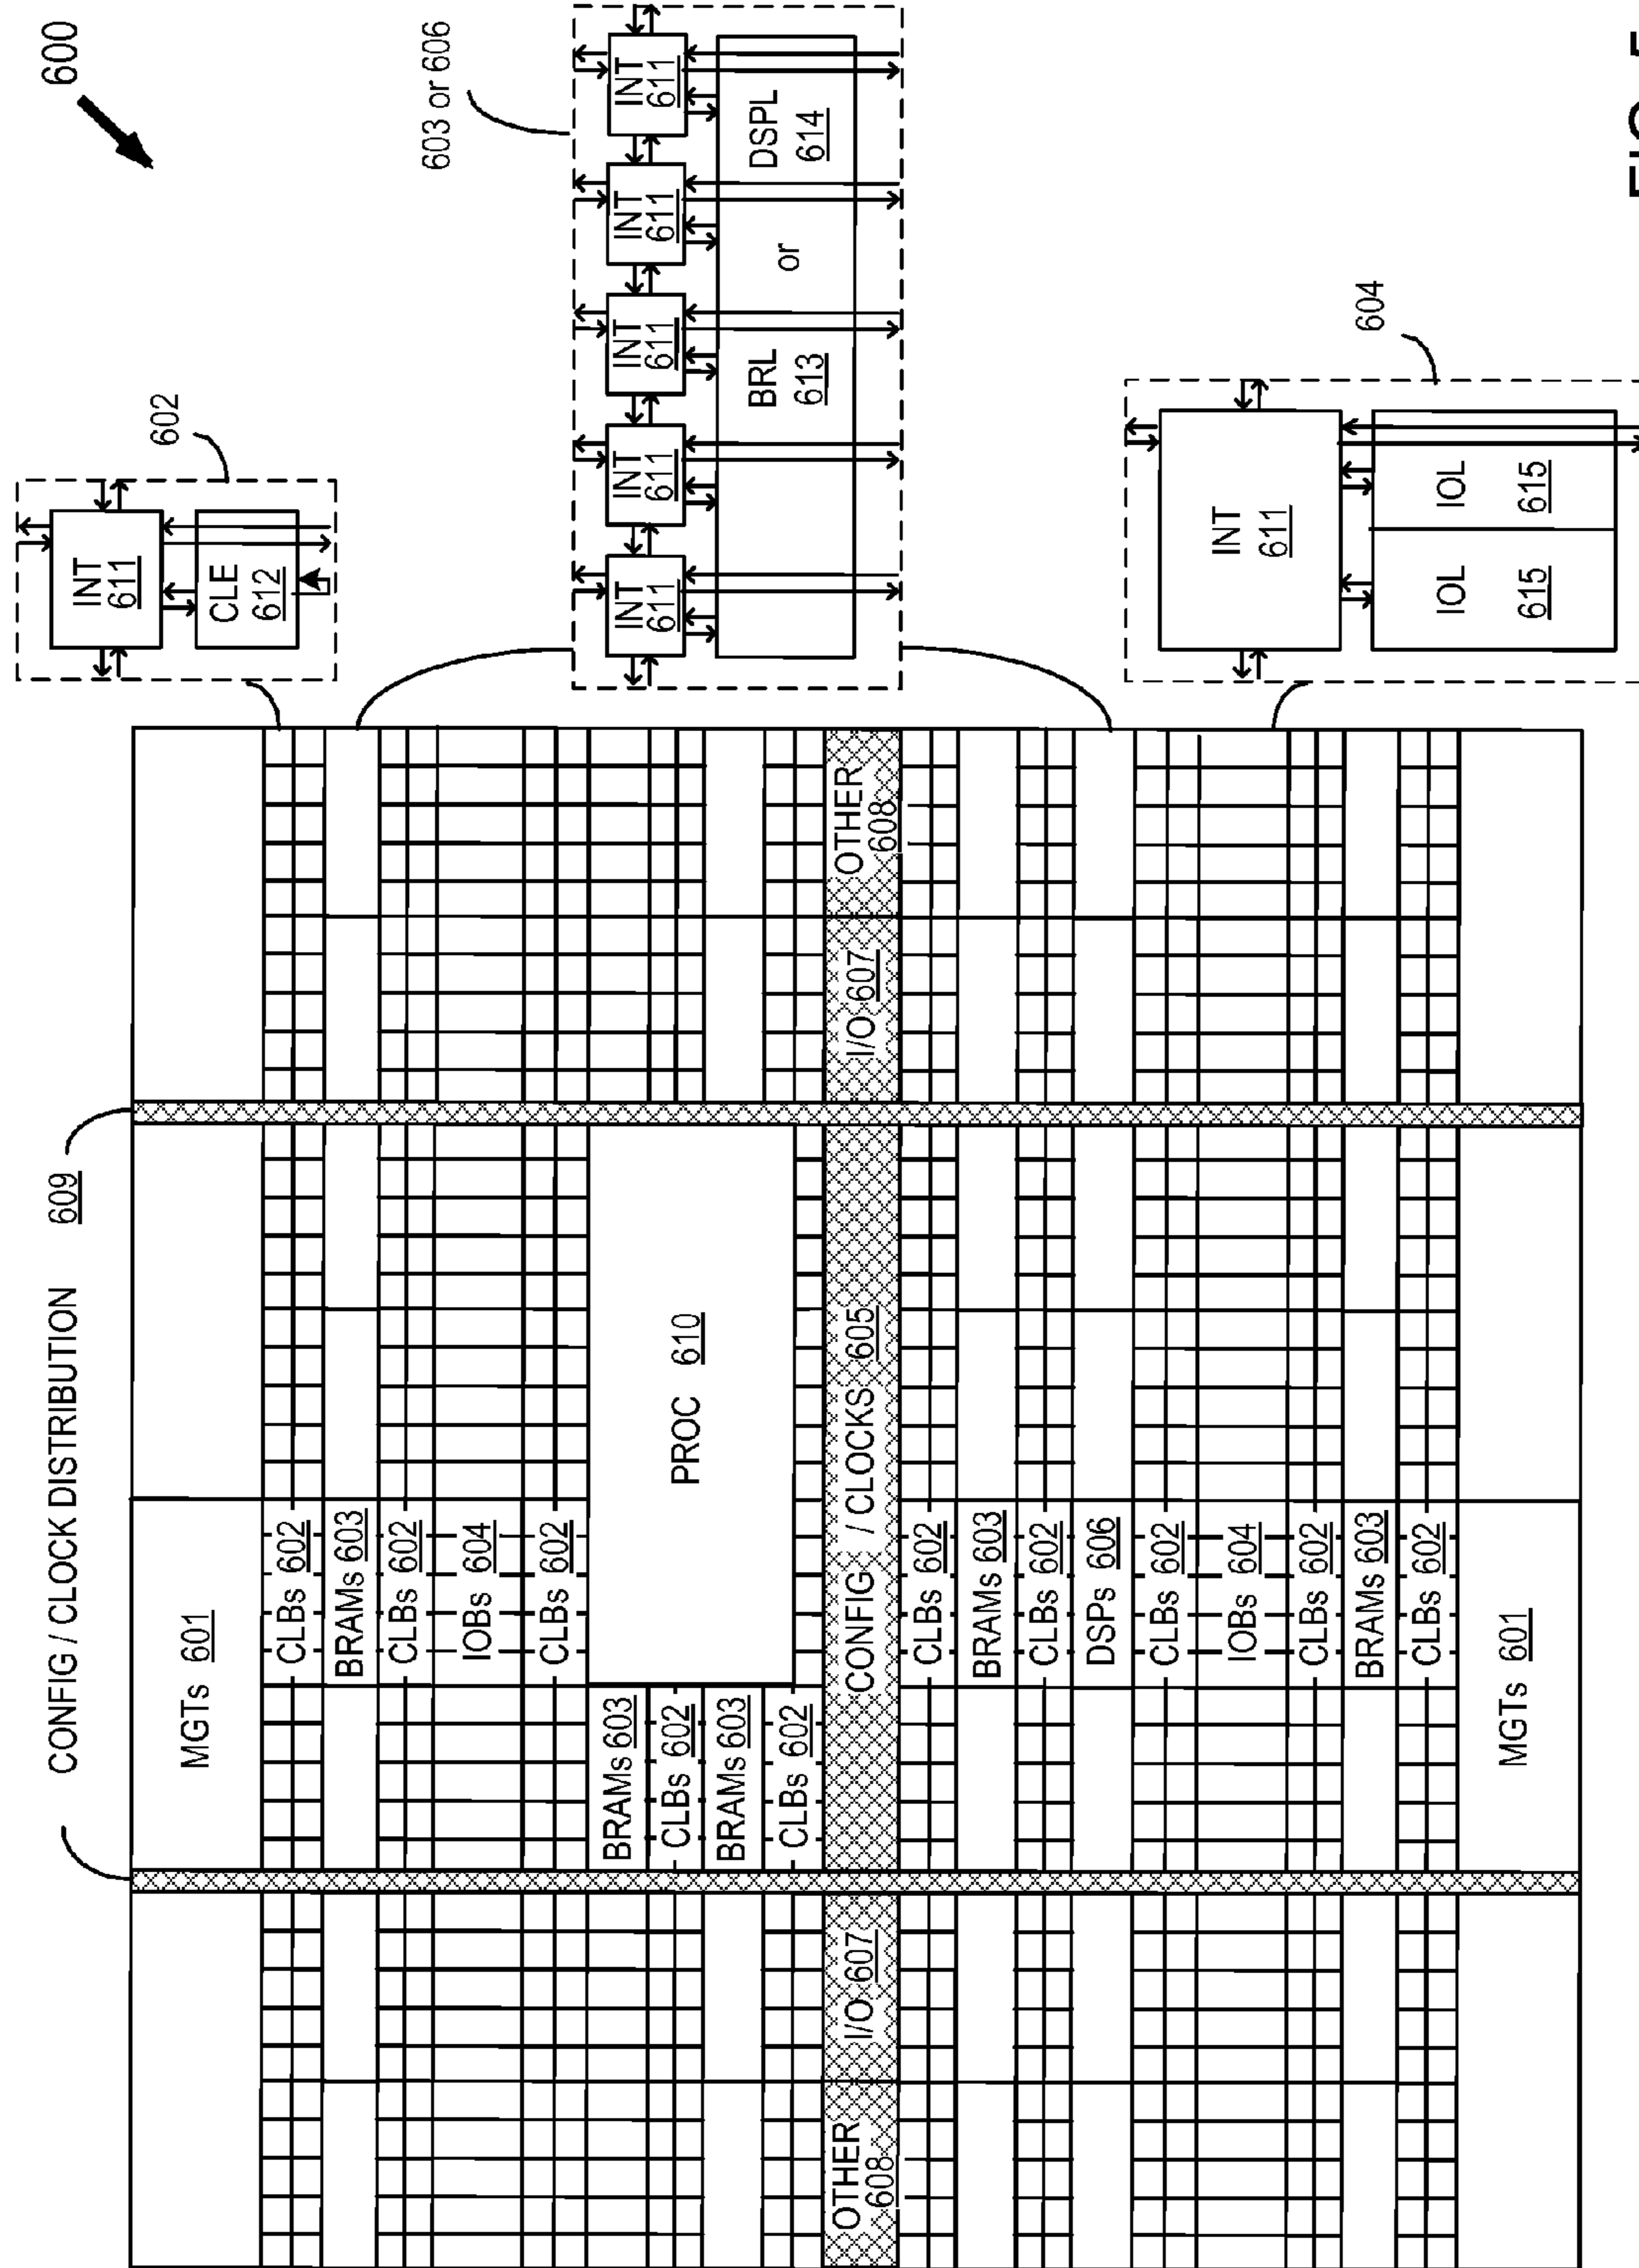 600
CONFIG / CLOCK DISTRIBUTION 609
MGTs 601
CLBs 602
BRAMs 603
CLBs 602
IOBs 604
CLBs 602
BRAMs 603
CLBs 602
BRAMs 603
CLBs 602
PROC 610
OTHER
608
I/O 607
CONFIG / CLOCKS 605
I/O 607
OTHER
608
CLBs 602
BRAMs 603
CLBs 602
DSPs 606
CLBs 602
IOBs 604
CLBs 602
BRAMs 603
CLBs 602
MGTs 601
602
INT
611
CLE
612
603 or 606
INT
611
INT
611
INT
611
INT
611
INT
611
BRL
613
or
DSPL
614
604
INT
611
IOL
615
IOL
615
FIG.